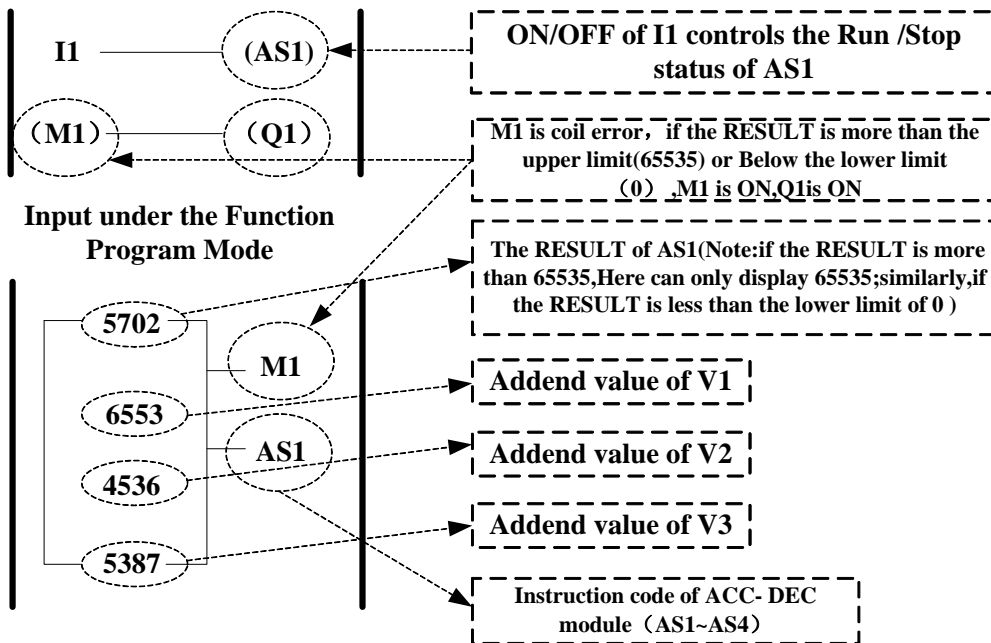 I1
(AS1)
ON/OFF of I1 controls the Run /Stop
status of AS1
（M1）
（Q1）
M1 is coil error，if the RESULT is more than the
upper limit(65535) or Below the lower limit
（0）,M1 is ON,Q1is ON
Input under the Function
Program Mode
The RESULT of AS1(Note:if the RESULT is more
than 65535,Here can only display 65535;similarly,if
the RESULT is less than the lower limit of 0 )
5702
M1
6553
AS1
4536
5387
Addend value of V1
Addend value of V2
Addend value of V3
Instruction code of ACC- DEC
module（AS1~AS4）